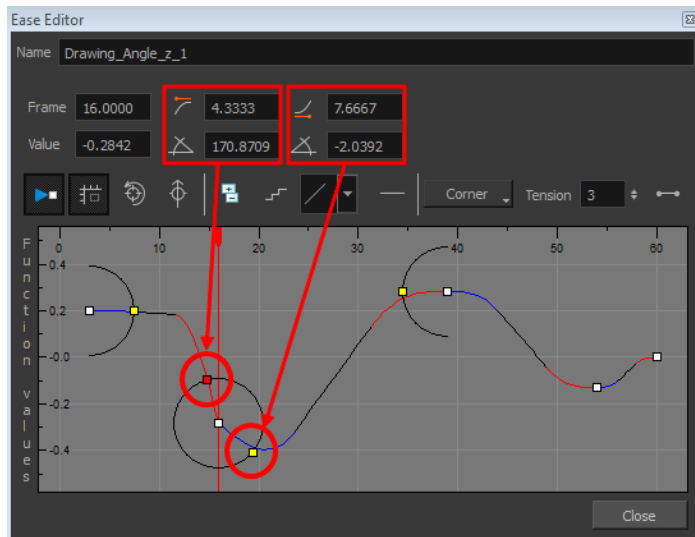 Ease Editor
Name Drawing_Angle_z_1
Frame 16.0000 4.3333 7.6667
Value -0.2842 170.8709 -2.0392
Corner Tension 3
0 10 20 30 40 50 60
Function values
-0.4
-0.2
-0.0
-0.2
-0.4
Close